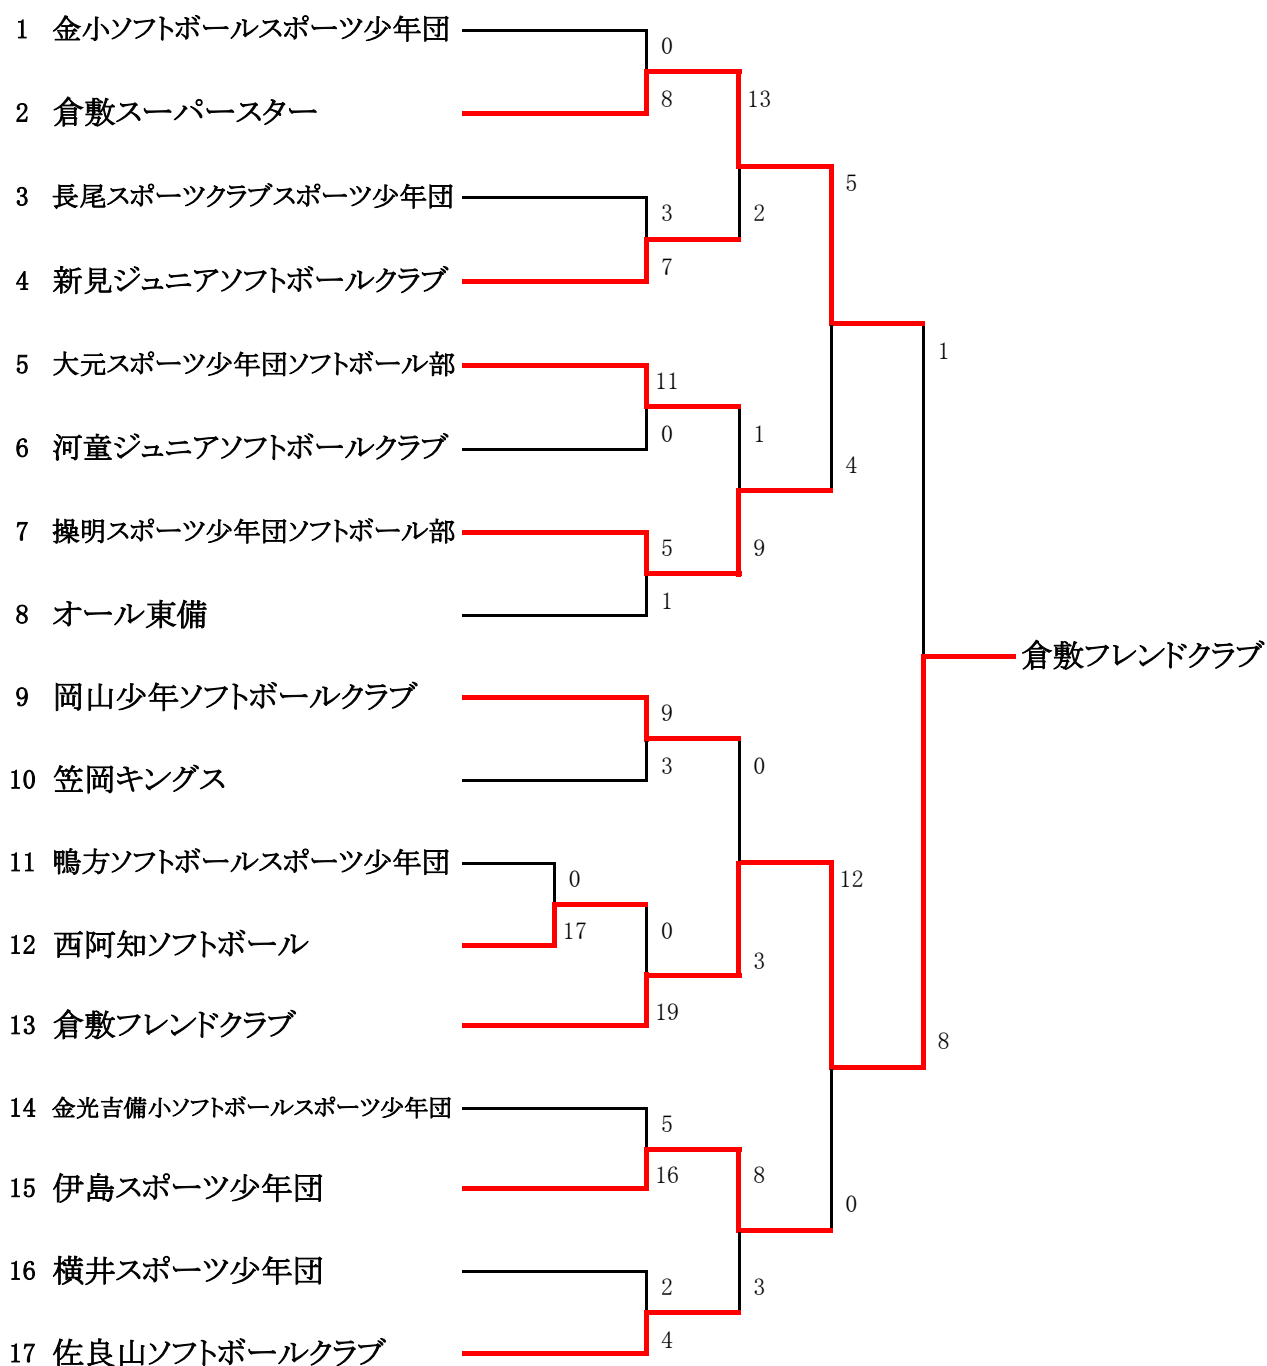 1 金小ソフトボールスポーツ少年団
0
8
13
2 倉敷スーパースター
5
3 長尾スポーツクラブスポーツ少年団
3
2
7
4 新見ジュニアソフトボールクラブ
1
5 大元スポーツ少年団ソフトボール部
11
0
1
6 河童ジュニアソフトボールクラブ
4
7 操明スポーツ少年団ソフトボール部
5
9
1
8 オール東備
倉敷フレンドクラブ
9 岡山少年ソフトボールクラブ
9
3
0
10 笠岡キングス
11 鴨方ソフトボールスポーツ少年団
0
12
17
0
12 西阿知ソフトボール
3
19
13 倉敷フレンドクラブ
8
14 金光吉備小ソフトボールスポーツ少年団
5
16
8
15 伊島スポーツ少年団
0
16 横井スポーツ少年団
2
3
4
17 佐良山ソフトボールクラブ